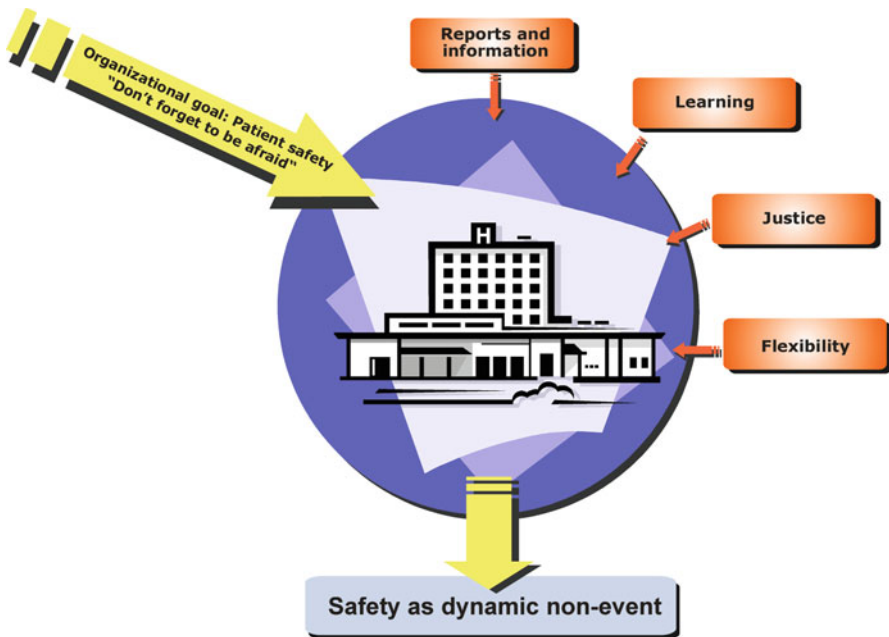 Organizational goal: Patient safety
"Don't forget to be afraid"
Reports and
information
Learning
Justice
Flexibility
H
Safety as dynamic non-event